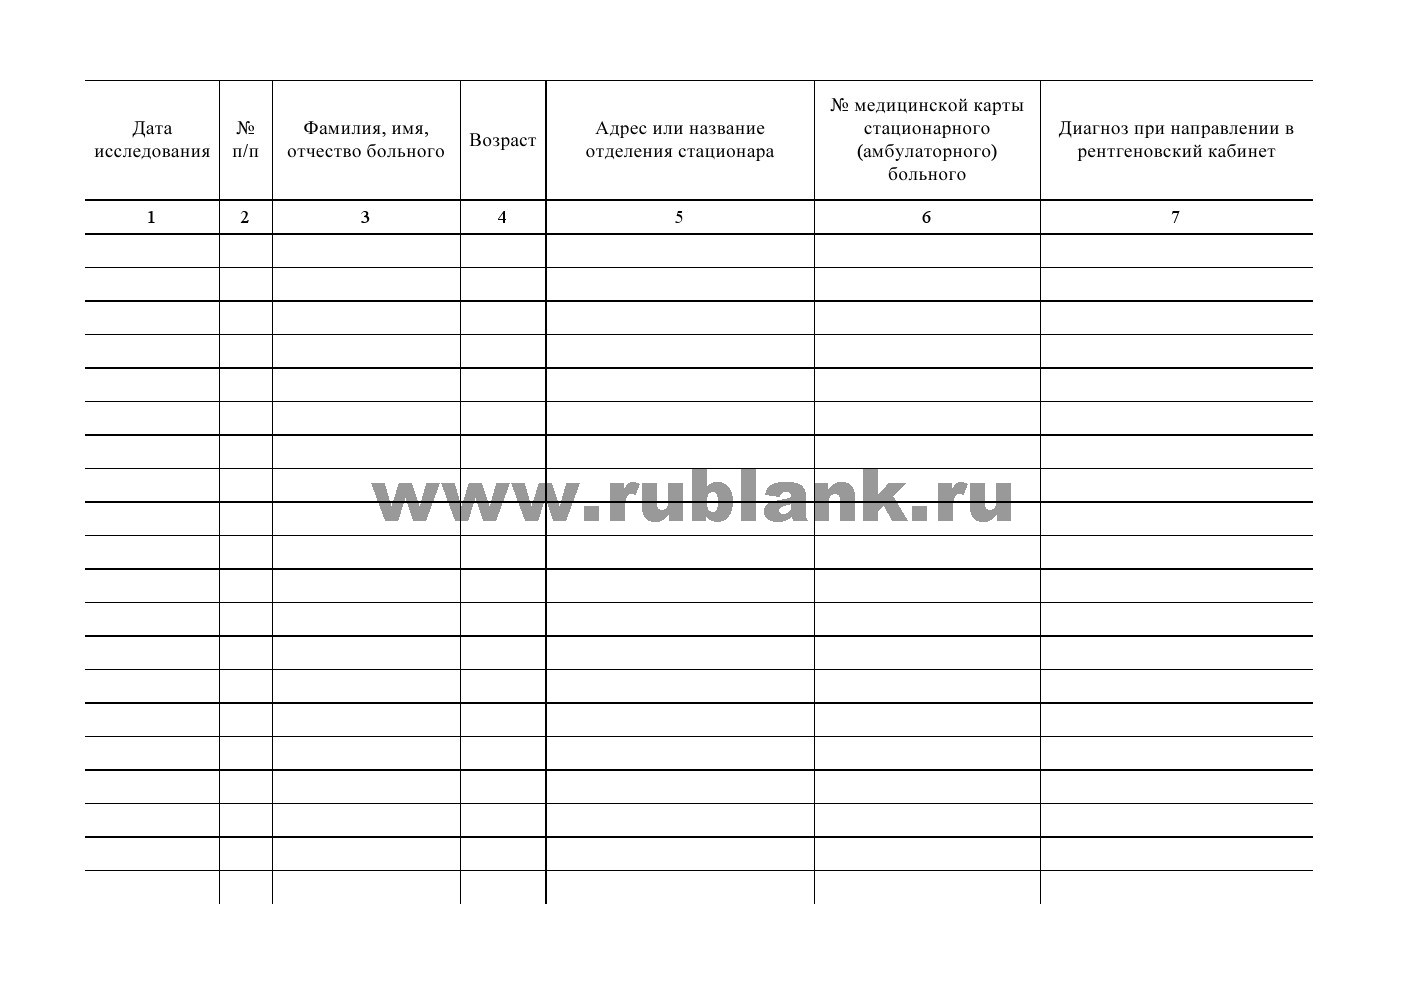 Дата
исследования
№
п/п
Фамилия, имя,
отчество больного
Возраст
Адрес или название
отделения стационара
№ медицинской карты
стационарного
(амбулаторного)
больного
Диагноз при направлении в
рентгеновский кабинет
1 2 3 4 5 6 7
www.rublank.ru